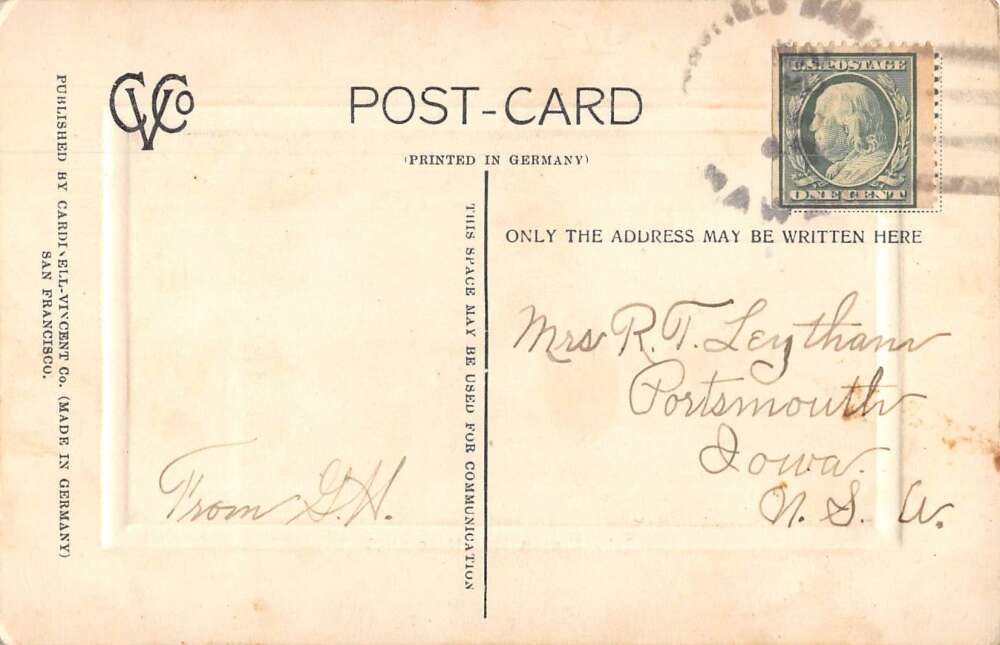 CVCo
POST-CARD
(PRINTED IN GERMANY)
PUBLISHED BY CARDINELL-VINCENT Co. (MADE IN GERMANY)
SAN FRANCISCO.
THIS SPACE MAY BE USED FOR COMMUNICATION
From G.H.
U.S. POSTAGE
ONE CENT
ONLY THE ADDRESS MAY BE WRITTEN HERE
Mrs R. T. Leytham
Portsmouth
Iowa.